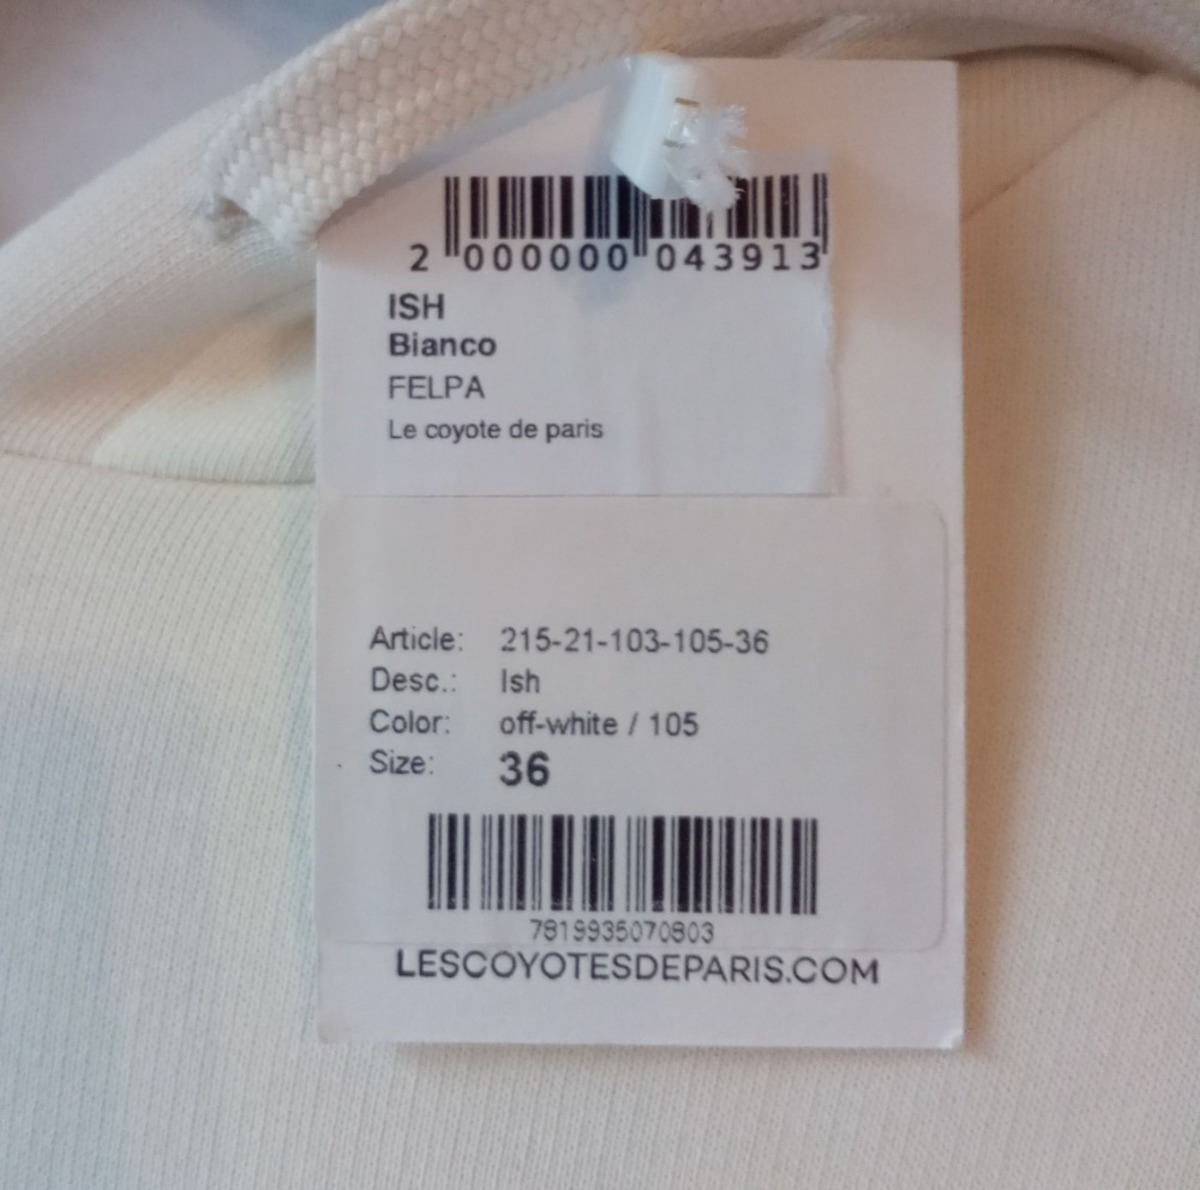 2 000000 043913
ISH
Bianco
FELPA
Le coyote de paris
Article: 215-21-103-105-36
Desc.: Ish
Color: off-white / 105
Size: 36
7819935070803
LESCOYOTESDEPARIS.COM